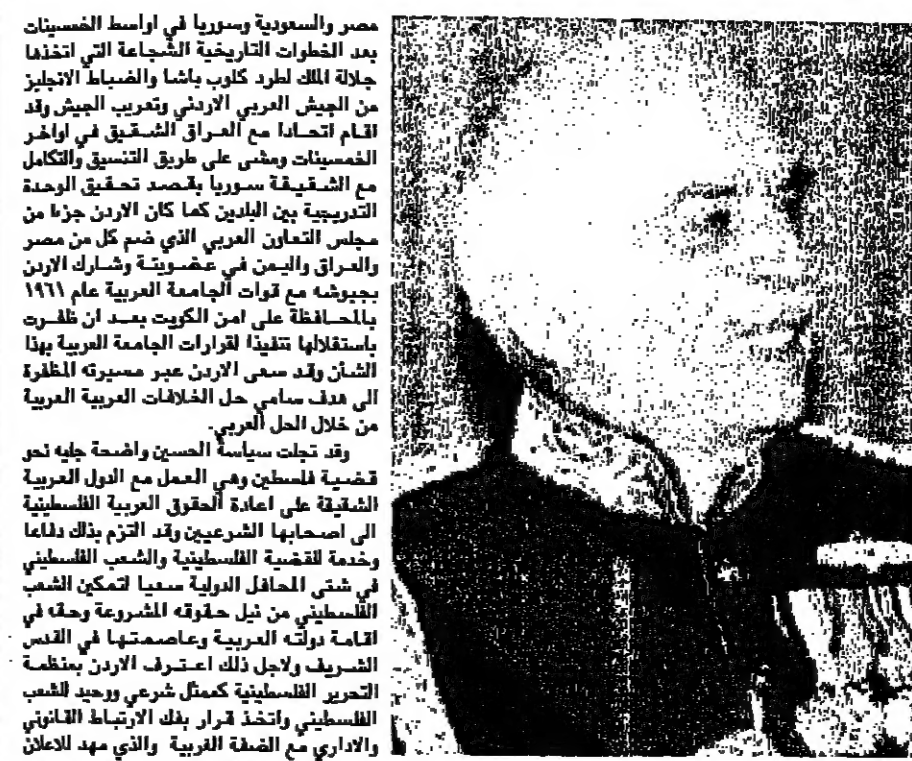 مصر والسعودية وسوريا في اواسط الخمسينات
بعد الخطوات التاريخية الشجاعة التي اتخذها
جلالة الملك لطرد كلوب باشا والضباط الانجليز
من الجيش العربي الاردني وتعريب الجيش وقد
اقام اتحادا مع العراق الشقيق في اواخر
الخمسينات ومشى على طريق التنسيق والتكامل
مع الشقيقة سوريا بقصد تحقيق الوحدة
التدريجية بين البلدين كما كان الاردن جزءا من
مجلس التعاون العربي الذي ضم كل من مصر
والعراق واليمن في عضويتة وشارك الاردن
بجيوشه مع قوات الجامعة العربية عام ١٩٦١
بالمحافظة على امن الكويت بعد ان ظفرت
باستقلالها تنفيذا لقرارات الجامعة العربية بهذا
الشأن وقد سعى الاردن عبر مسيرته المظفرة
الى هدف سامي حل الخلافات العربية العربية
من خلال الحل العربي.
وقد تجلت سياسة الحسين واضحة جليه نحو
قضية فلسطين وهي العمل مع الدول العربية
الشقيقة على اعادة الحقوق العربية الفلسطينية
الى اصحابها الشرعيين وقد التزم بذلك دفاعا
وخدمة للقضية الفلسطينية والشعب الفلسطيني
في شتى المحافل الدولية سعيا لتمكين الشعب
الفلسطيني من نيل حقوقه المشروعة وحقه في
اقامة دولته العربية وعاصمتها في القدس
الشريف ولاجل ذلك اعترف الاردن بمنظمة
التحرير الفلسطينية كممثل شرعي ووحيد للشعب
الفلسطيني واتخذ قرار بفك الارتباط القانوني
والاداري مع الضفة الغربية والذي مهد للاعلان